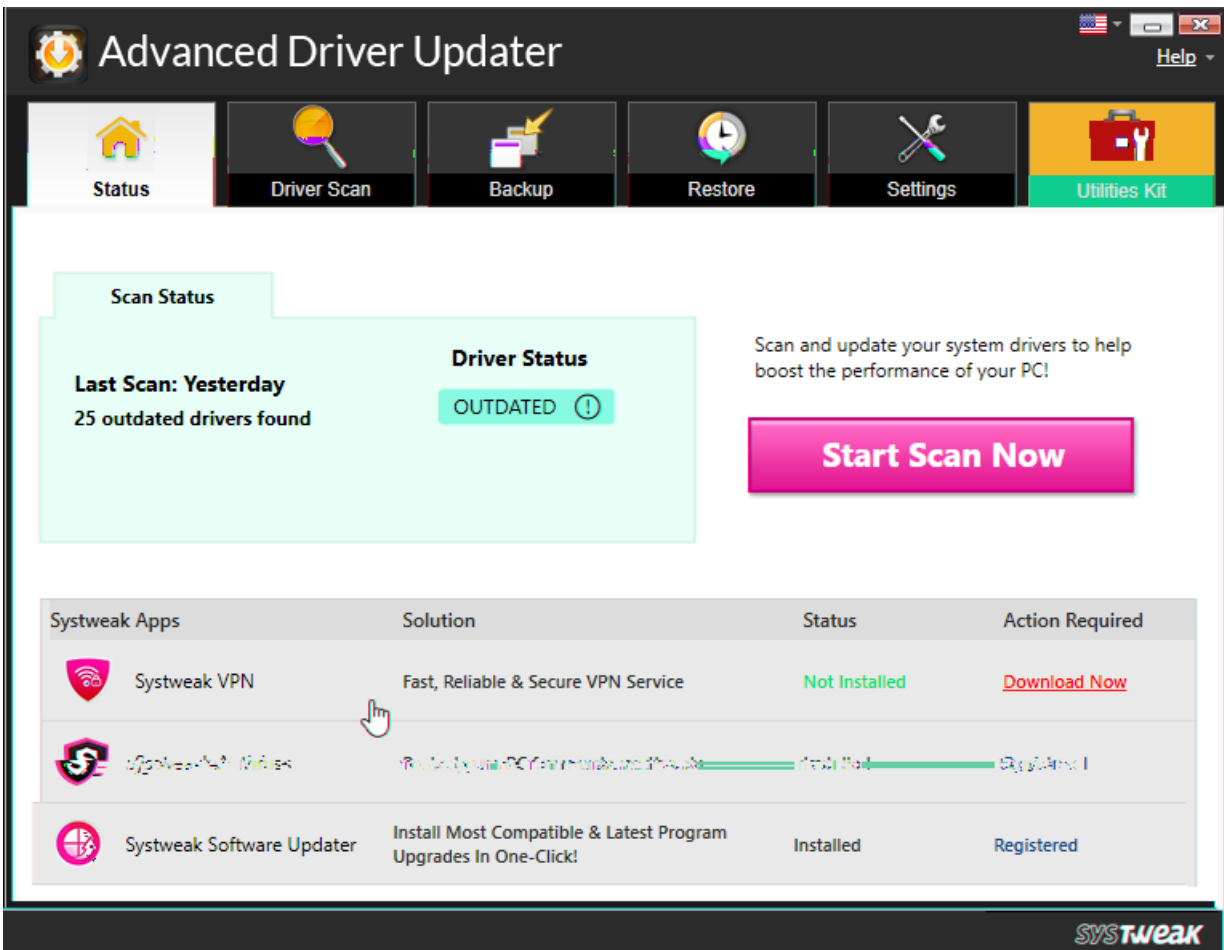 Advanced Driver Updater
Help
Status
Driver Scan
Backup
Restore
Settings
Utilities Kit
Scan Status
Driver Status
Last Scan: Yesterday
OUTDATED
25 outdated drivers found
Scan and update your system drivers to help
boost the performance of your PC!
Start Scan Now
Systweak Apps Solution Status Action Required
Systweak VPN Fast, Reliable & Secure VPN Service Not Installed Download Now
Systweak Software Updater
Install Most Compatible & Latest Program
Upgrades In One-Click!
Installed
Registered
SYSTweak